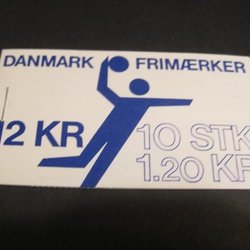 DANMARK FRIMÆRKER
12 KR
10 STK
1.20 KR